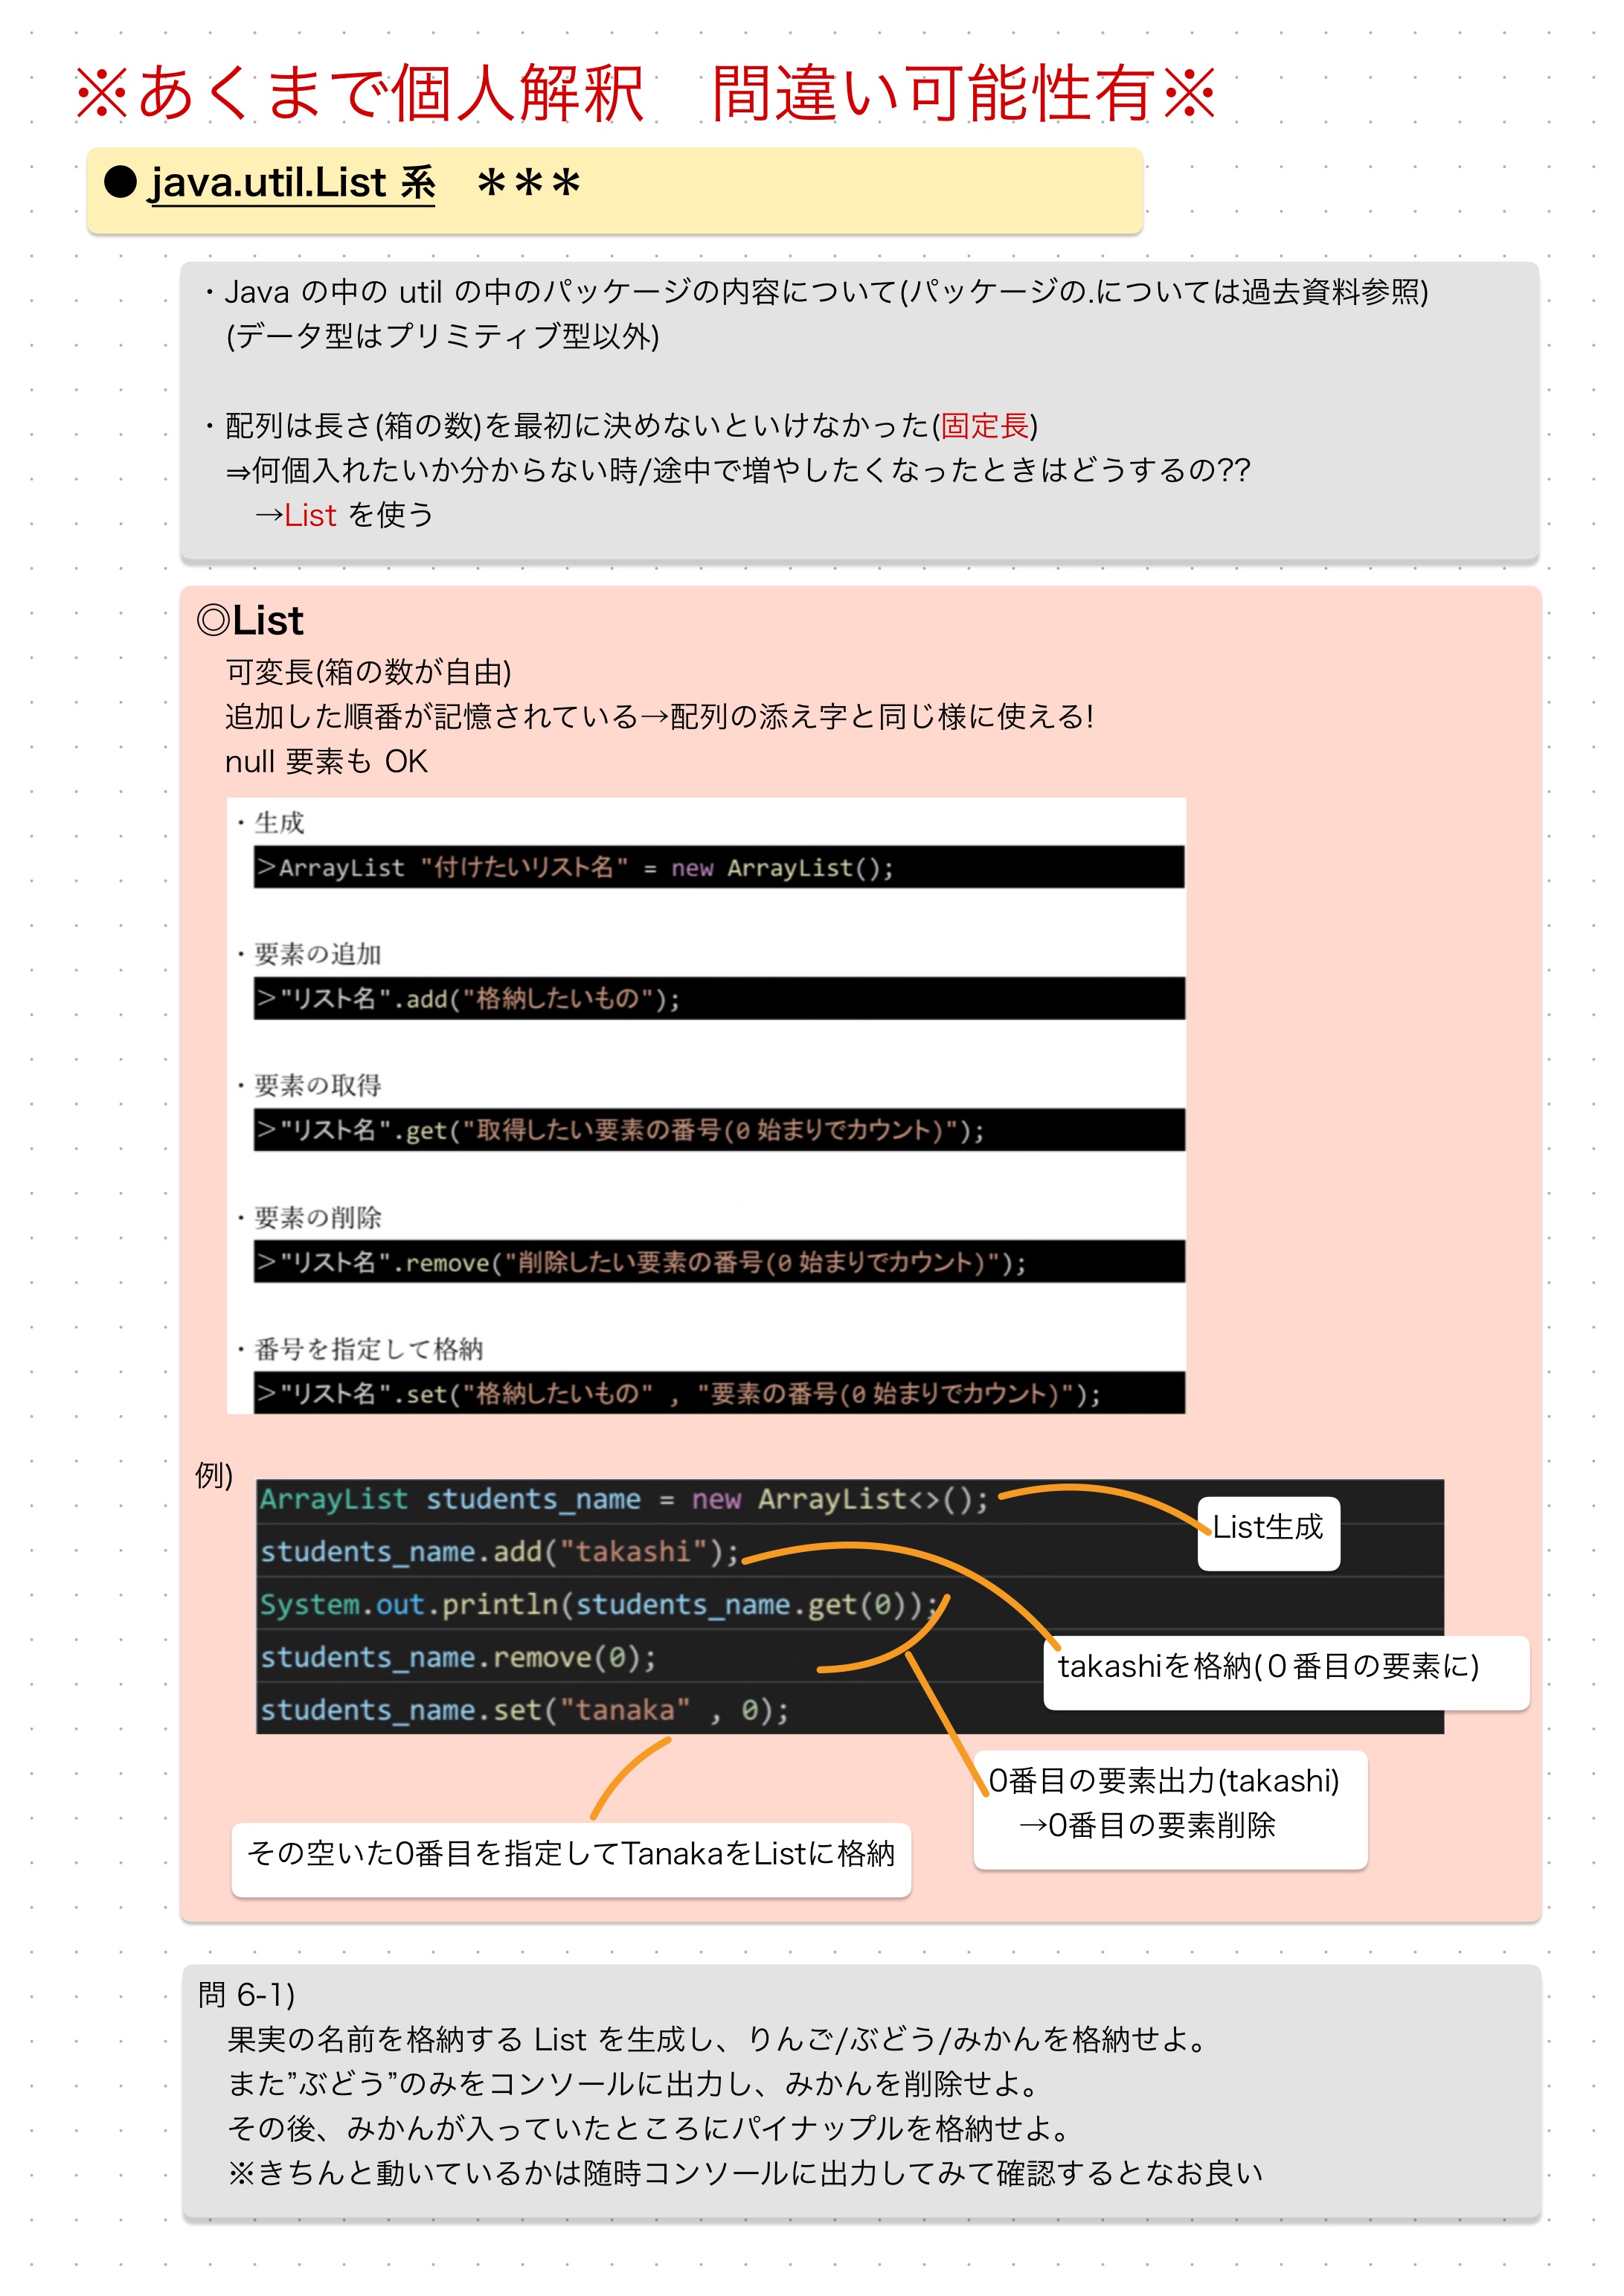 ※あくまで個人解釈　間違い可能性有※
● java.util.List 系　＊＊＊
・Java の中の util の中のパッケージの内容について(パッケージの.については過去資料参照)
(データ型はプリミティブ型以外)
・配列は長さ(箱の数)を最初に決めないといけなかった(固定長)
⇒何個入れたいか分からない時/途中で増やしたくなったときはどうするの??
→List を使う
◎List
可変長(箱の数が自由)
追加した順番が記憶されている→配列の添え字と同じ様に使える!
null 要素も OK
・生成
>ArrayList "付けたいリスト名" = new ArrayList();
・要素の追加
>"リスト名".add("格納したいもの");
・要素の取得
>"リスト名".get("取得したい要素の番号(0 始まりでカウント)");
・要素の削除
>"リスト名".remove("削除したい要素の番号(0 始まりでカウント)");
・番号を指定して格納
>"リスト名".set("格納したいもの" , "要素の番号(0 始まりでカウント)");
例)
ArrayList students_name = new ArrayList<>();
List生成
students_name.add("takashi");
System.out.println(students_name.get(0));
students_name.remove(0);
takashiを格納(０番目の要素に)
students_name.set("tanaka" , 0);
0番目の要素出力(takashi)
→0番目の要素削除
その空いた0番目を指定してTanakaをListに格納
問 6-1)
果実の名前を格納する List を生成し、りんご/ぶどう/みかんを格納せよ。
また”ぶどう”のみをコンソールに出力し、みかんを削除せよ。
その後、みかんが入っていたところにパイナップルを格納せよ。
※きちんと動いているかは随時コンソールに出力してみて確認するとなお良い